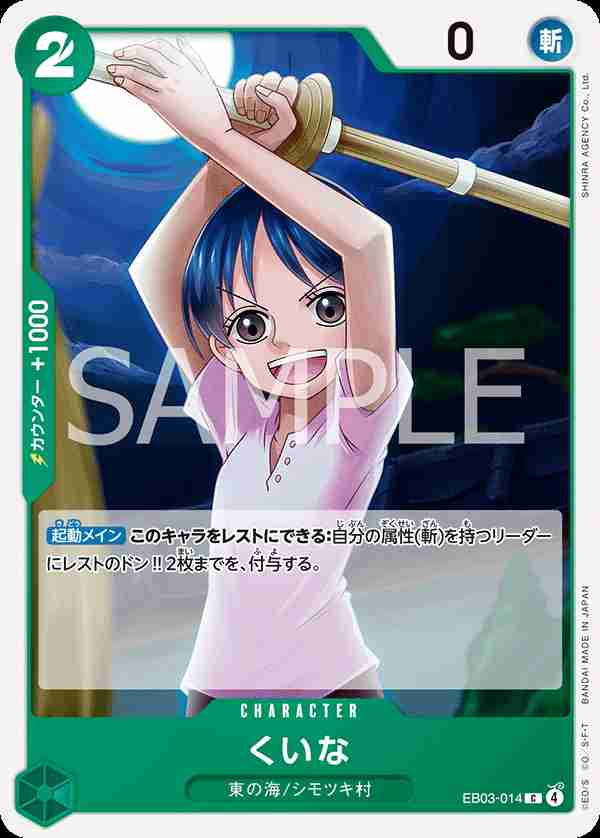 2
0
斬
SHINRA AGENCY Co., Ltd.
カウンター +1000
SAMPLE
起動メイン このキャラをレストにできる:自分の属性(斬)を持つリーダー
にレストのドン!!2枚までを、付与する。
CHARACTER
くいな
東の海/シモツキ村
EB03-014 C 4
©EO/S ©O/S・F・T BANDAI MADE IN JAPAN